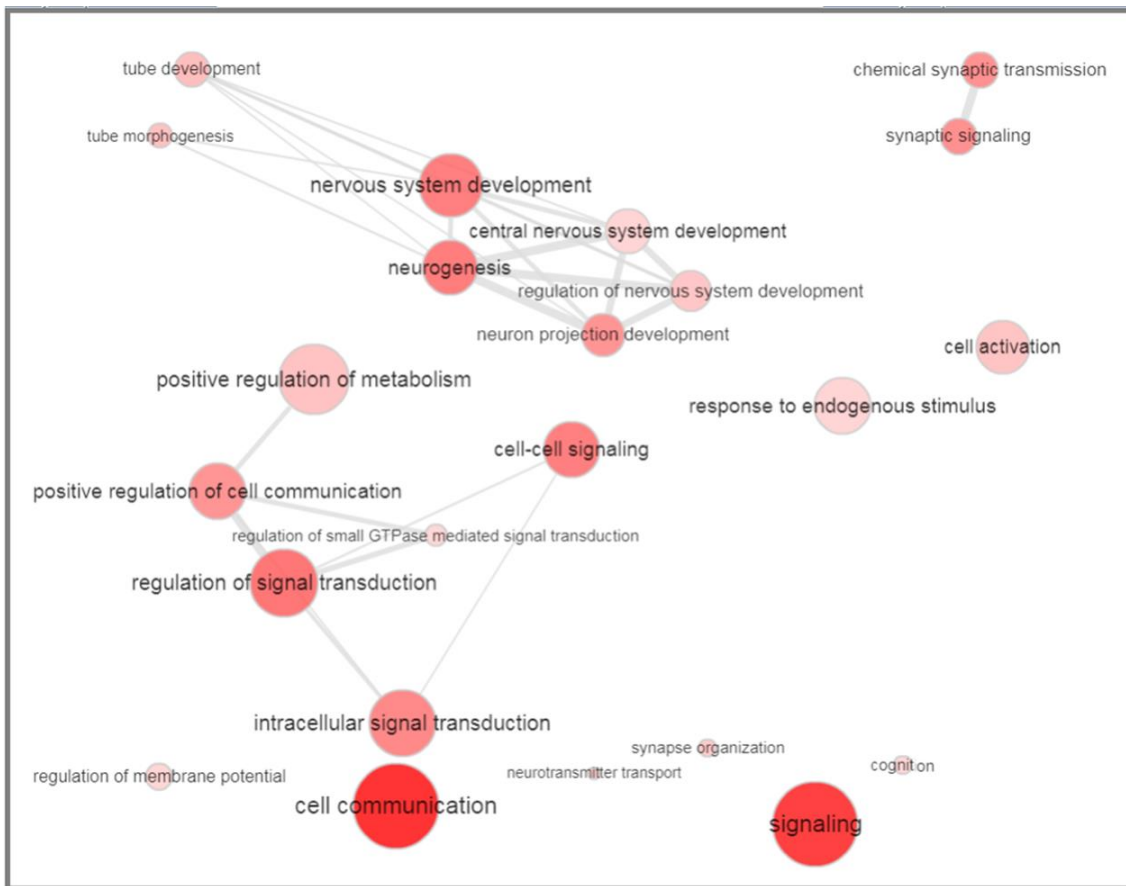 tube development
chemical synaptic transmission
tube morphogenesis
synaptic signaling
nervous system development
central nervous system development
neurogenesis
regulation of nervous system development
neuron projection development
cell activation
positive regulation of metabolism
response to endogenous stimulus
cell-cell signaling
positive regulation of cell communication
regulation of small GTPase mediated signal transduction
regulation of signal transduction
intracellular signal transduction
synapse organization
cognition
neurotransmitter transport
regulation of membrane potential
cell communication
signaling